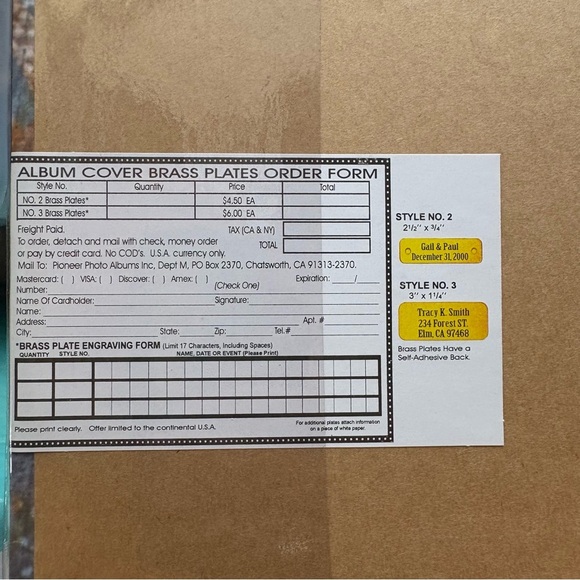 ALBUM COVER BRASS PLATES ORDER FORM
Style No. Quantity Price Total
NO. 2 Brass Plates* $4.50 EA
NO. 3 Brass Plates* $6.00 EA
Freight Paid. TAX (CA & NY)
To order, detach and mail with check, money order
or pay by credit card. No COD's. U.S.A. currency only. TOTAL
Mail To: Pioneer Photo Albums Inc, Dept M, PO Box 2370, Chatsworth, CA 91313-2370.
Mastercard: ( ) VISA: ( ) Discover: ( ) Amex: ( ) Expiration: ___/___
(Check One)
Number:
Name Of Cardholder: Signature:
Name:
Address: Apt. #
City: State: Zip: Tel.#
*BRASS PLATE ENGRAVING FORM (Limit 17 Characters, Including Spaces)
QUANTITY STYLE NO. NAME, DATE OR EVENT (Please Print)
Please print clearly. Offer limited to the continental U.S.A.
For additional plates attach information
on a piece of white paper.
STYLE NO. 2
2 1/2" x 3/4"
Gail & Paul
December 31, 2000
STYLE NO. 3
3" x 1 1/4"
Tracy K. Smith
234 Forest ST.
Elm, CA 97468
Brass Plates Have a
Self-Adhesive Back.